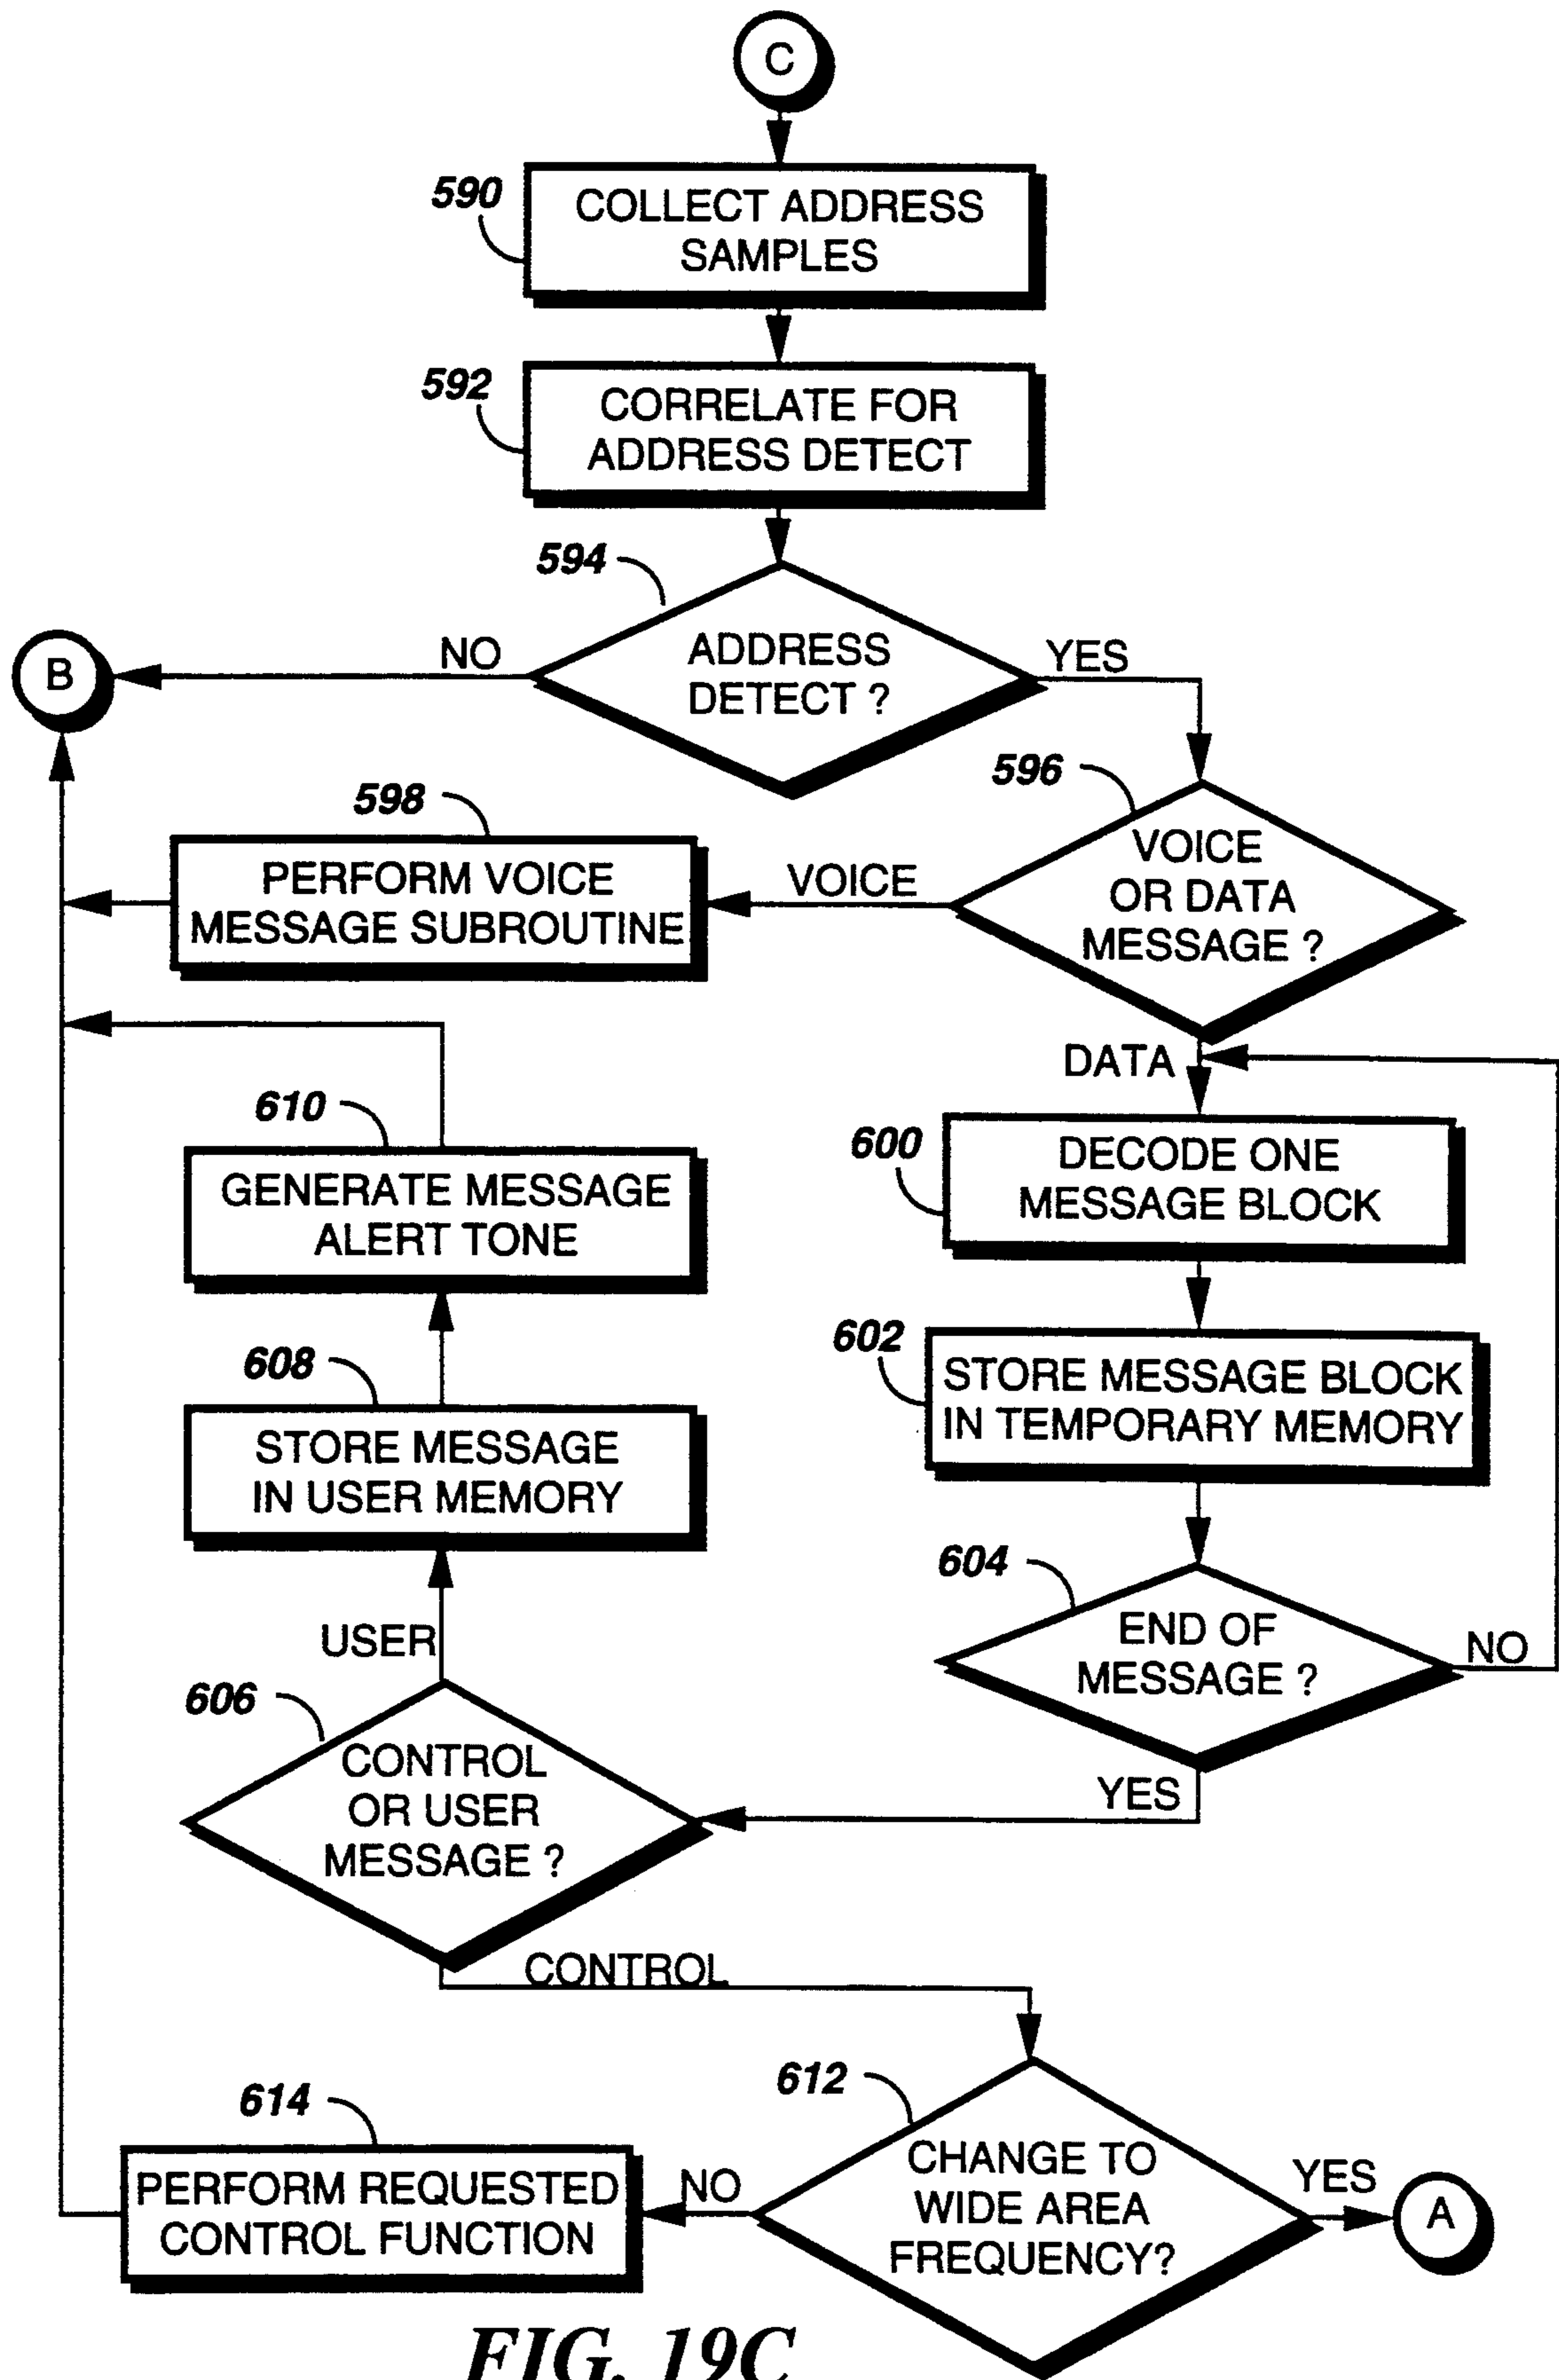 C
590
COLLECT ADDRESS
SAMPLES
592
CORRELATE FOR
ADDRESS DETECT
594
ADDRESS
DETECT ?
NO
YES
B
596
VOICE
OR DATA
MESSAGE ?
598
PERFORM VOICE
MESSAGE SUBROUTINE
VOICE
DATA
610
GENERATE MESSAGE
ALERT TONE
600
DECODE ONE
MESSAGE BLOCK
602
STORE MESSAGE BLOCK
IN TEMPORARY MEMORY
608
STORE MESSAGE
IN USER MEMORY
604
END OF
MESSAGE ?
NO
YES
USER
606
CONTROL
OR USER
MESSAGE ?
CONTROL
612
CHANGE TO
WIDE AREA
FREQUENCY?
YES
A
NO
614
PERFORM REQUESTED
CONTROL FUNCTION
FIG. 19C